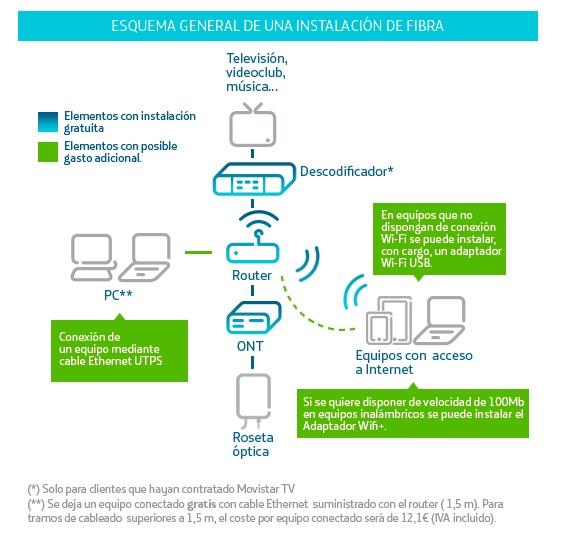 ESQUEMA GENERAL DE UNA INSTALACIÓN DE FIBRA
Televisión,
videoclub,
música...
Elementos con instalación
gratuita
Elementos con posible
gasto adicional.
Descodificador*
En equipos que no
dispongan de conexión
Wi-Fi se puede instalar,
con cargo, un adaptador
Wi-Fi USB.
Router
PC**
Conexión de
un equipo mediante
cable Ethernet UTPS
ONT
Equipos con acceso
a Internet
Si se quiere disponer de velocidad de 100Mb
en equipos inalámbricos se puede instalar el
Adaptador Wifi+.
Roseta
óptica
(*) Solo para clientes que hayan contratado Movistar TV
(**) Se deja un equipo conectado gratis con cable Ethernet suministrado con el router ( 1,5 m). Para
tramos de cableado superiores a 1,5 m, el coste por equipo conectado será de 12,1€ (IVA incluido).